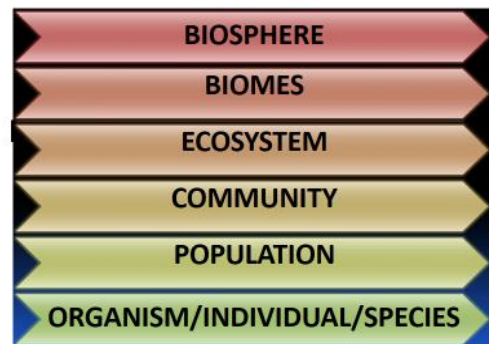 BIOSPHERE
BIOMES
ECOSYSTEM
COMMUNITY
POPULATION
ORGANISM/INDIVIDUAL/SPECIES